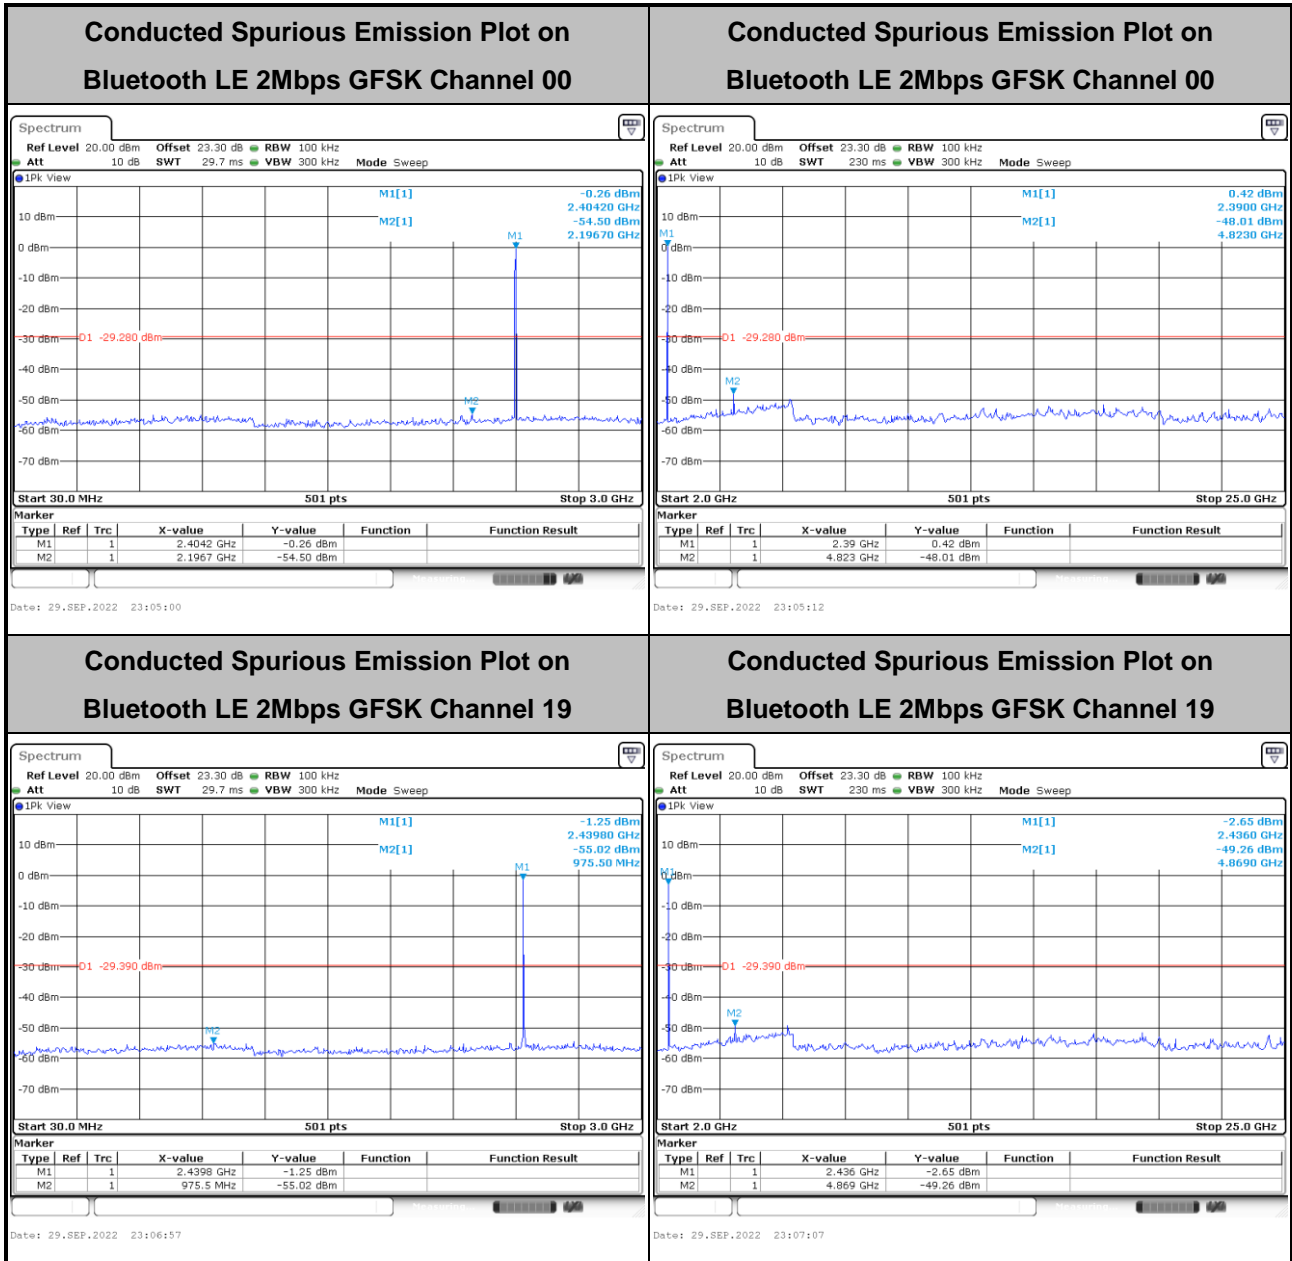 Conducted Spurious Emission Plot on
Bluetooth LE 2Mbps GFSK Channel 00
Spectrum
Ref Level 20.00 dBm Offset 23.30 dB RBW 100 kHz
Att 10 dB SWT 29.7 ms VBW 300 kHz Mode Sweep
1Pk View
M1[1] -0.26 dBm
2.40420 GHz
10 dBm
M2[1] -54.50 dBm
2.19670 GHz
M1
0 dBm
-10 dBm
-20 dBm
-30 dBm
D1 -29.280 dBm
-40 dBm
-50 dBm
M2
-60 dBm
-70 dBm
Start 30.0 MHz 501 pts Stop 3.0 GHz
Marker
Type Ref Trc X-value Y-value Function Function Result
M1 1 2.4042 GHz -0.26 dBm
M2 1 2.1967 GHz -54.50 dBm
Measuring...
Date: 29.SEP.2022 23:05:00
Conducted Spurious Emission Plot on
Bluetooth LE 2Mbps GFSK Channel 00
Spectrum
Ref Level 20.00 dBm Offset 23.30 dB RBW 100 kHz
Att 10 dB SWT 230 ms VBW 300 kHz Mode Sweep
1Pk View
M1[1] 0.42 dBm
2.3900 GHz
10 dBm
M2[1] -48.01 dBm
4.8230 GHz
M1
0 dBm
-10 dBm
-20 dBm
-30 dBm
D1 -29.280 dBm
-40 dBm
M2
-50 dBm
-60 dBm
-70 dBm
Start 2.0 GHz 501 pts Stop 25.0 GHz
Marker
Type Ref Trc X-value Y-value Function Function Result
M1 1 2.39 GHz 0.42 dBm
M2 1 4.823 GHz -48.01 dBm
Measuring...
Date: 29.SEP.2022 23:05:12
Conducted Spurious Emission Plot on
Bluetooth LE 2Mbps GFSK Channel 19
Spectrum
Ref Level 20.00 dBm Offset 23.30 dB RBW 100 kHz
Att 10 dB SWT 29.7 ms VBW 300 kHz Mode Sweep
1Pk View
M1[1] -1.25 dBm
2.43980 GHz
10 dBm
M2[1] -55.02 dBm
975.50 MHz
M1
0 dBm
-10 dBm
-20 dBm
-30 dBm
D1 -29.390 dBm
-40 dBm
-50 dBm
M2
-60 dBm
-70 dBm
Start 30.0 MHz 501 pts Stop 3.0 GHz
Marker
Type Ref Trc X-value Y-value Function Function Result
M1 1 2.4398 GHz -1.25 dBm
M2 1 975.5 MHz -55.02 dBm
Measuring...
Date: 29.SEP.2022 23:06:57
Conducted Spurious Emission Plot on
Bluetooth LE 2Mbps GFSK Channel 19
Spectrum
Ref Level 20.00 dBm Offset 23.30 dB RBW 100 kHz
Att 10 dB SWT 230 ms VBW 300 kHz Mode Sweep
1Pk View
M1[1] -2.65 dBm
2.4360 GHz
10 dBm
M2[1] -49.26 dBm
4.8690 GHz
M1
0 dBm
-10 dBm
-20 dBm
-30 dBm
D1 -29.390 dBm
-40 dBm
M2
-50 dBm
-60 dBm
-70 dBm
Start 2.0 GHz 501 pts Stop 25.0 GHz
Marker
Type Ref Trc X-value Y-value Function Function Result
M1 1 2.436 GHz -2.65 dBm
M2 1 4.869 GHz -49.26 dBm
Measuring...
Date: 29.SEP.2022 23:07:07